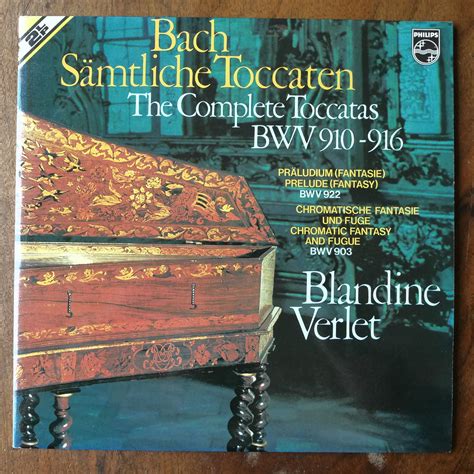 2LP
Bach
PHILIPS
Sämtliche Toccaten
The Complete Toccatas
BWV 910-916
PRÄLUDIUM (FANTASIE)
PRELUDE (FANTASY)
BWV 922
CHROMATISCHE FANTASIE
UND FUGE
CHROMATIC FANTASY
AND FUGUE
BWV 903
Blandine
Verlet